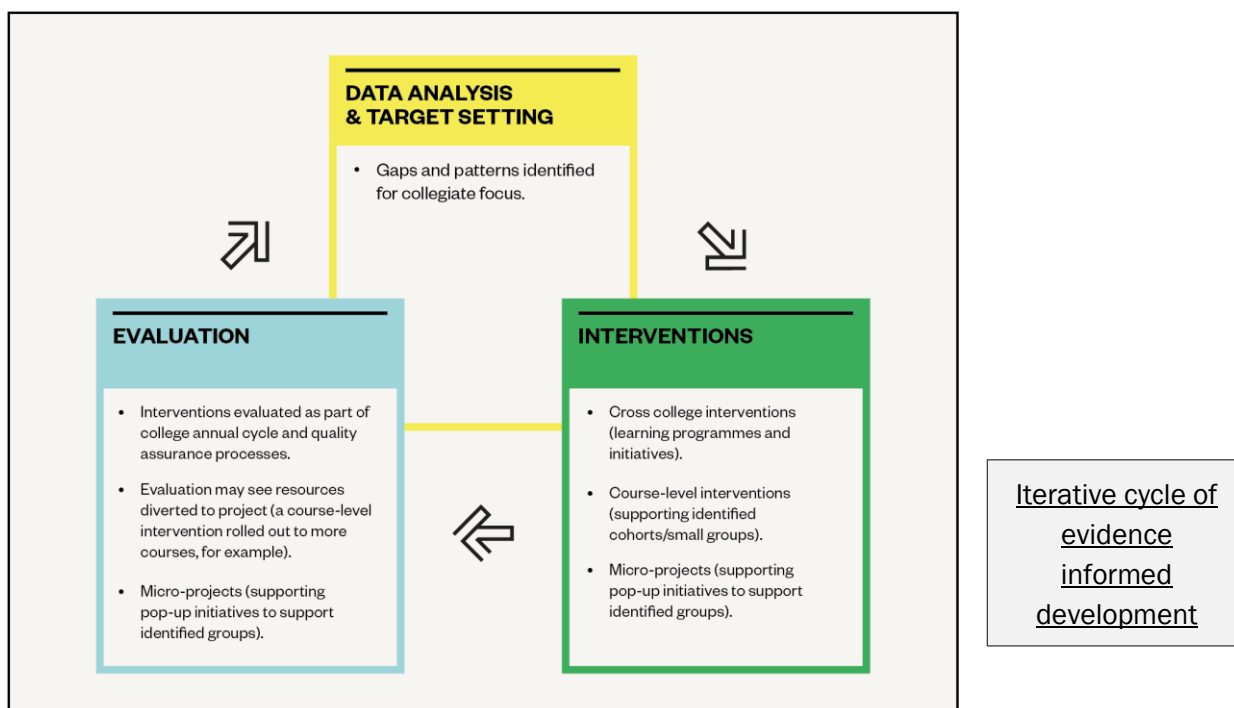 DATA ANALYSIS
& TARGET SETTING
• Gaps and patterns identified
for collegiate focus.
EVALUATION
• Interventions evaluated as part of
college annual cycle and quality
assurance processes.
• Evaluation may see resources
diverted to project (a course-level
intervention rolled out to more
courses, for example).
• Micro-projects (supporting
pop-up initiatives to support
identified groups).
INTERVENTIONS
• Cross college interventions
(learning programmes and
initiatives).
• Course-level interventions
(supporting identified
cohorts/small groups).
• Micro-projects (supporting
pop-up initiatives to support
identified groups).
Iterative cycle of
evidence
informed
development